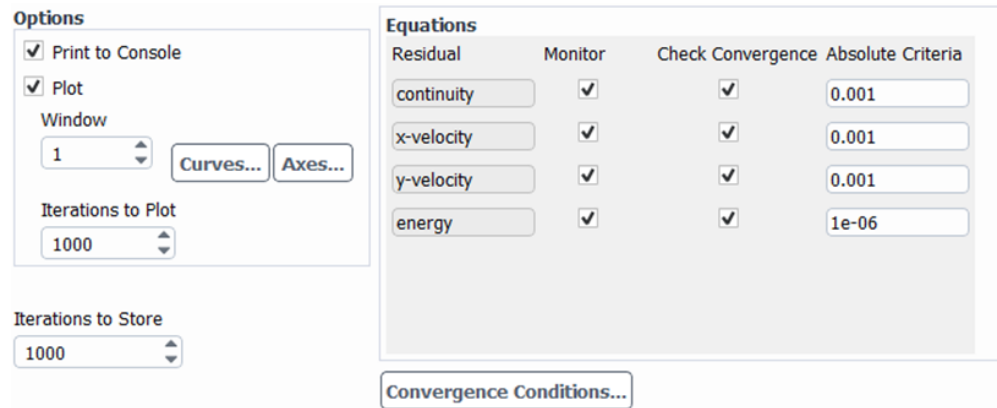 Options
Print to Console
Plot
Window
1
Curves...
Axes...
Iterations to Plot
1000
Iterations to Store
1000
Equations
Residual Monitor Check Convergence Absolute Criteria
continuity 0.001
x-velocity 0.001
y-velocity 0.001
energy 1e-06
Convergence Conditions...